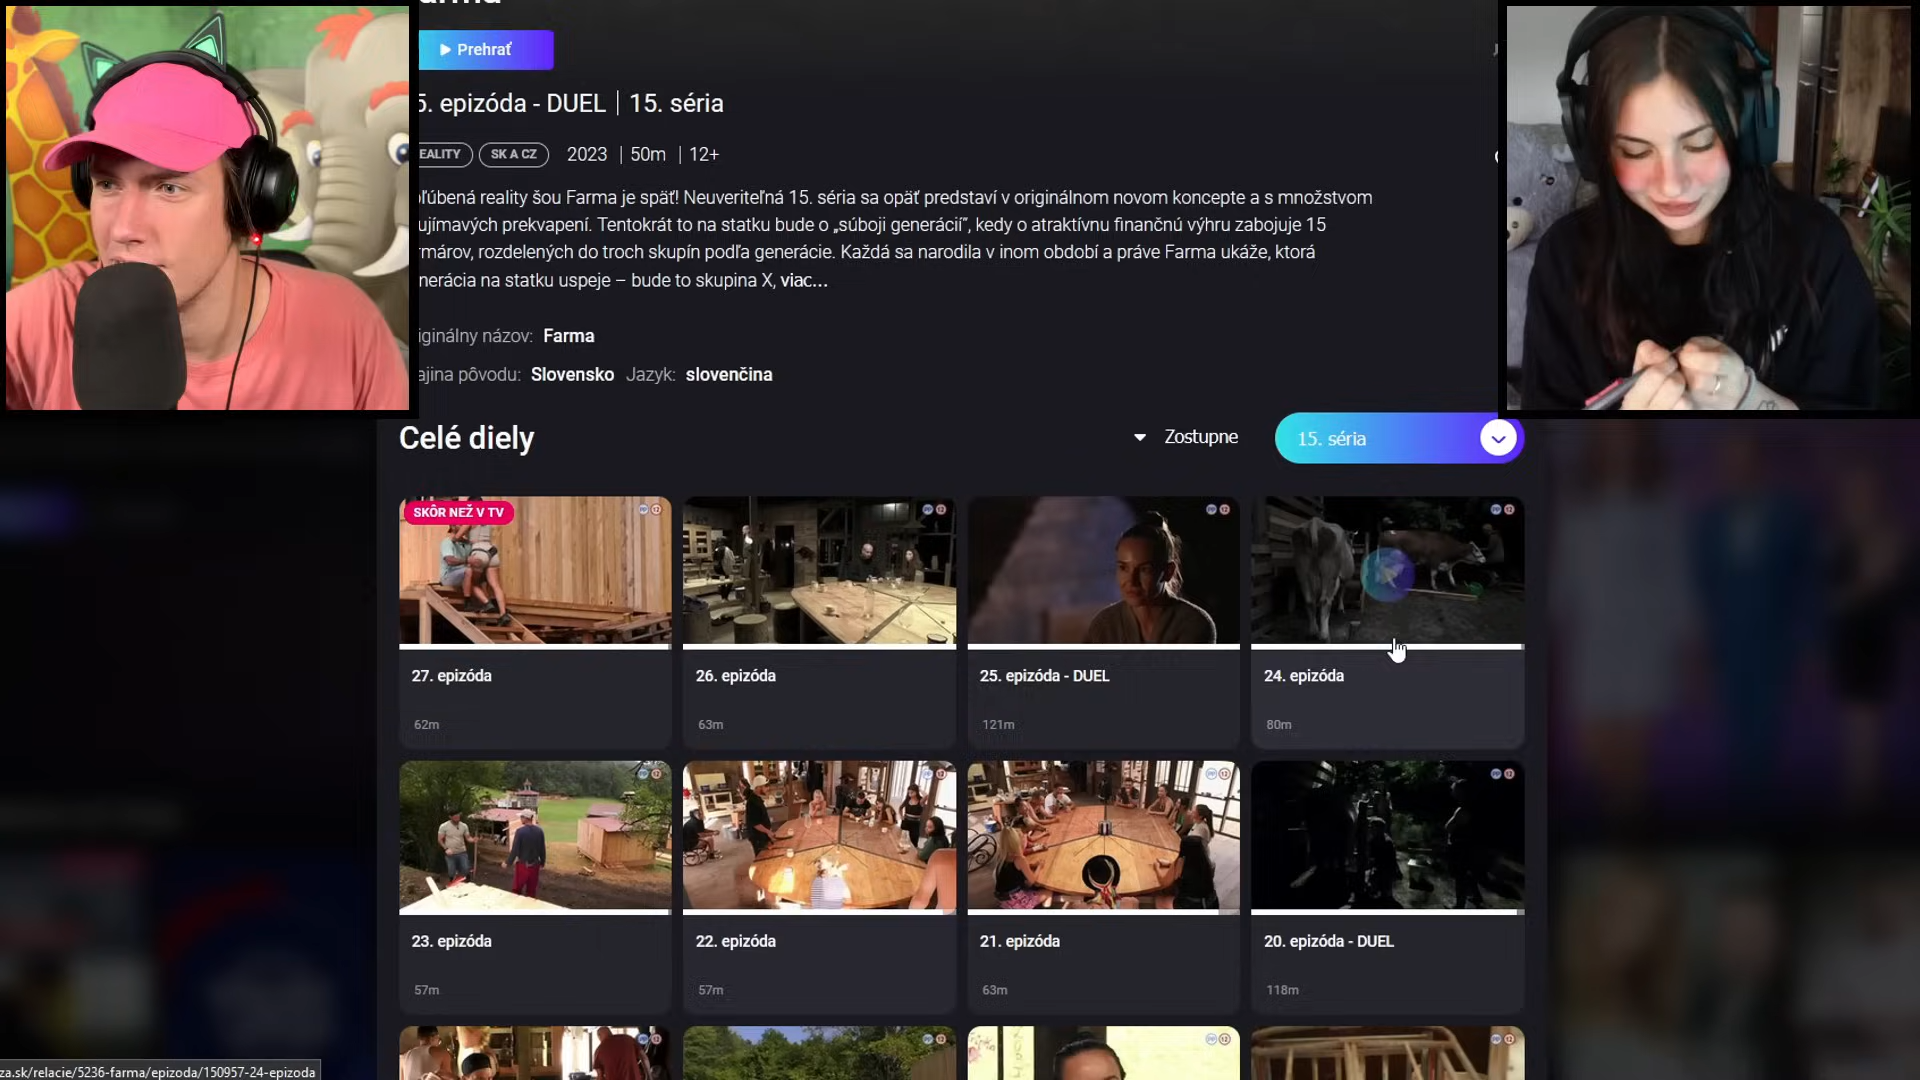 Prehrať
5. epizóda - DUEL | 15. séria
EALITY SK A CZ 2023 | 50m | 12+
ľúbená reality šou Farma je späť! Neuveriteľná 15. séria sa opäť predstaví v originálnom novom koncepte a s množstvom
ujímavých prekvapení. Tentokrát to na statku bude o „súboji generácií”, kedy o atraktívnu finančnú výhru zabojuje 15
rmárov, rozdelených do troch skupín podľa generácie. Každá sa narodila v inom období a práve Farma ukáže, ktorá
nerácia na statku uspeje – bude to skupina X, viac...
iginálny názov: Farma
ajina pôvodu: Slovensko Jazyk: slovenčina
Celé diely
Zostupne
15. séria
SKÔR NEŽ V TV
27. epizóda
62m
26. epizóda
63m
25. epizóda - DUEL
121m
24. epizóda
80m
23. epizóda
57m
22. epizóda
57m
21. epizóda
63m
20. epizóda - DUEL
118m
za.sk/relacie/5236-farma/epizoda/150957-24-epizoda